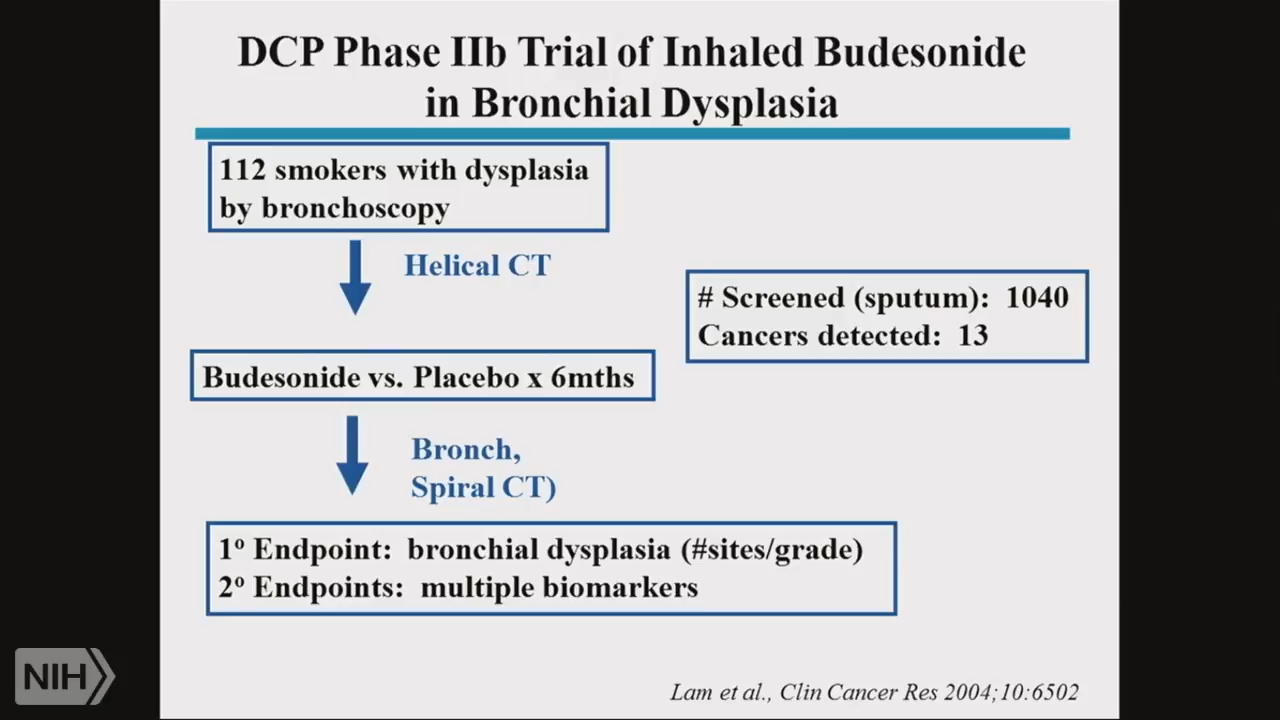 DCP Phase IIb Trial of Inhaled Budesonide
in Bronchial Dysplasia
112 smokers with dysplasia
by bronchoscopy
Helical CT
# Screened (sputum): 1040
Cancers detected: 13
Budesonide vs. Placebo x 6mths
Bronch,
Spiral CT)
1º Endpoint: bronchial dysplasia (#sites/grade)
2º Endpoints: multiple biomarkers
NIH
Lam et al., Clin Cancer Res 2004;10:6502